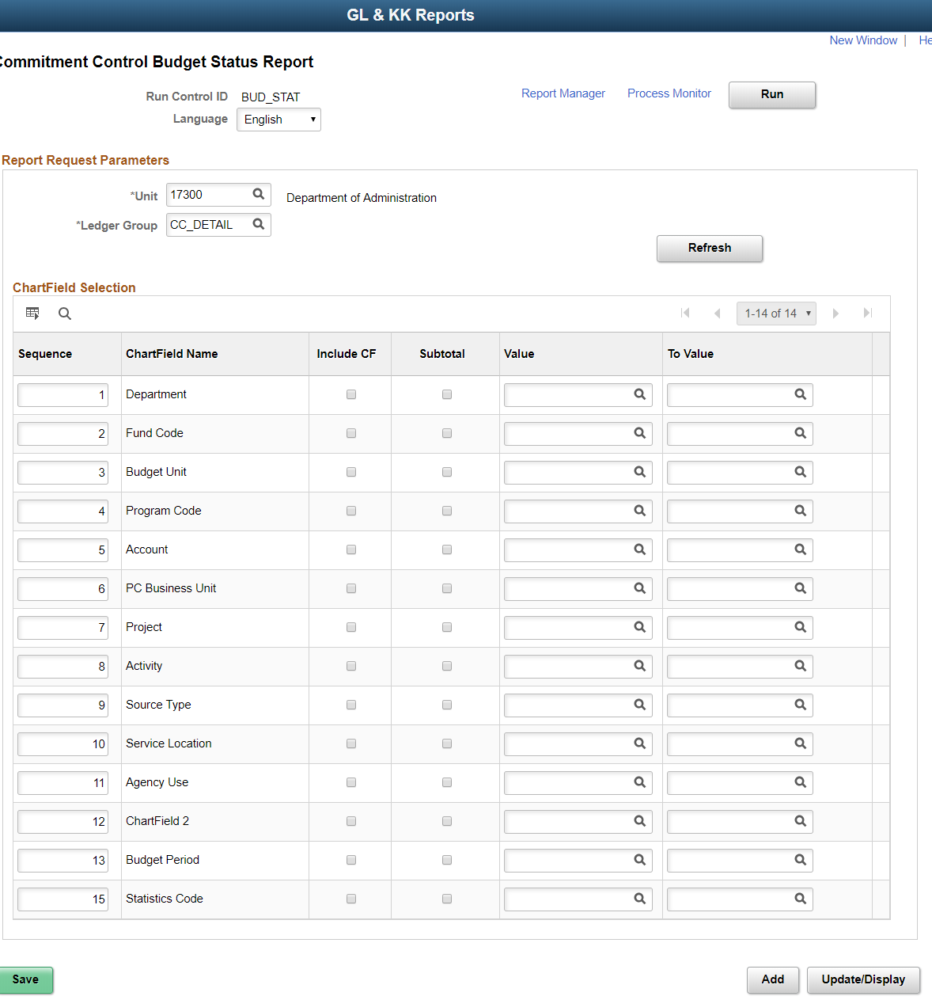 GL & KK Reports
New Window | He
Commitment Control Budget Status Report
Run Control ID BUD_STAT Report Manager Process Monitor Run
Language English
Report Request Parameters
*Unit 17300 Department of Administration
*Ledger Group CC_DETAIL
Refresh
ChartField Selection
1-14 of 14
Sequence ChartField Name Include CF Subtotal Value To Value
1 Department
2 Fund Code
3 Budget Unit
4 Program Code
5 Account
6 PC Business Unit
7 Project
8 Activity
9 Source Type
10 Service Location
11 Agency Use
12 ChartField 2
13 Budget Period
15 Statistics Code
Save Add Update/Display